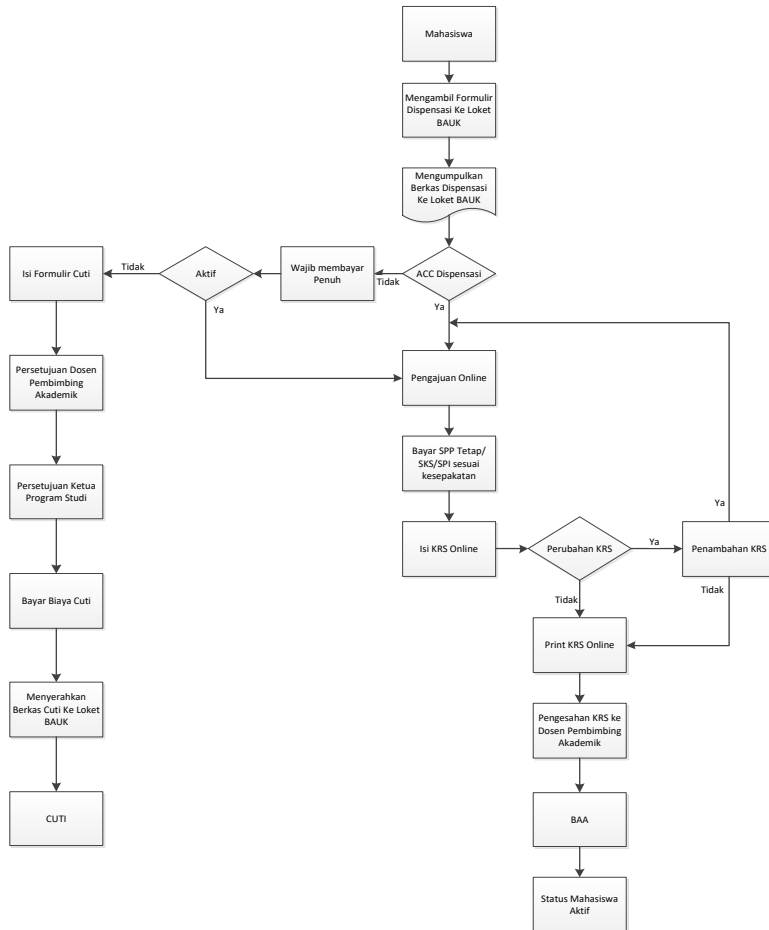 Mahasiswa
Mengambil Formulir
Dispensasi Ke Loket
BAUK
Mengumpulkan
Berkas Dispensasi
Ke Loket BAUK
ACC Dispensasi
Tidak
Ya
Wajib membayar
Penuh
Aktif
Tidak
Ya
Isi Formulir Cuti
Persetujuan Dosen
Pembimbing
Akademik
Persetujuan Ketua
Program Studi
Bayar Biaya Cuti
Menyerahkan
Berkas Cuti Ke Loket
BAUK
CUTI
Pengajuan Online
Bayar SPP Tetap/
SKS/SPI sesuai
kesepakatan
Isi KRS Online
Perubahan KRS
Ya
Tidak
Penambahan KRS
Ya
Tidak
Print KRS Online
Pengesahan KRS ke
Dosen Pembimbing
Akademik
BAA
Status Mahasiswa
Aktif